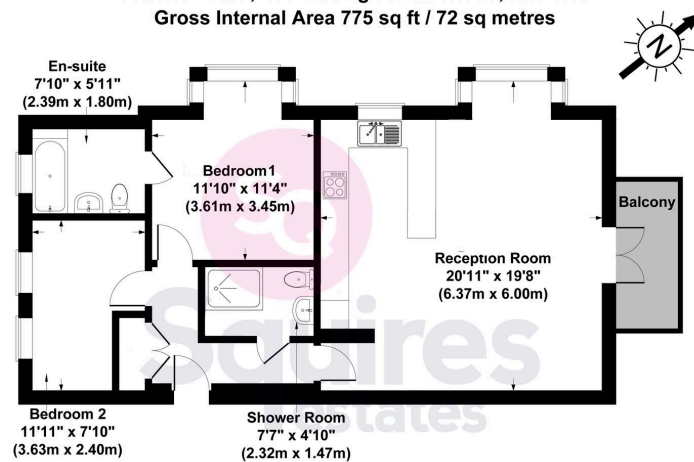 Gross Internal Area 775 sq ft / 72 sq metres
N
En-suite
7'10" x 5'11"
(2.39m x 1.80m)
Bedroom1
11'10" x 11'4"
(3.61m x 3.45m)
Balcony
Reception Room
20'11" x 19'8"
(6.37m x 6.00m)
SQ
Squires
estates
Bedroom 2
11'11" x 7'10"
(3.63m x 2.40m)
Shower Room
7'7" x 4'10"
(2.32m x 1.47m)